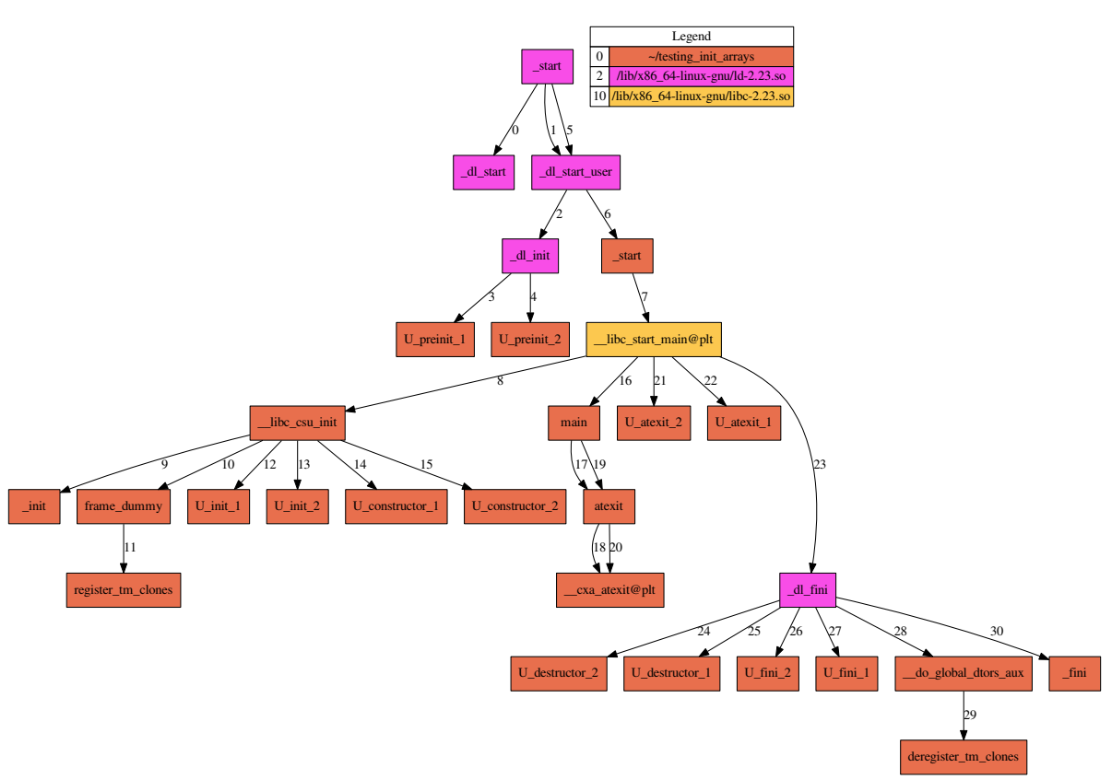 Legend
0 ~/testing_init_arrays
2 /lib/x86_64-linux-gnu/ld-2.23.so
10 /lib/x86_64-linux-gnu/libc-2.23.so
_start
0 1 5
_dl_start _dl_start_user
2 6
_dl_init _start
3 4 7
U_preinit_1 U_preinit_2 __libc_start_main@plt
8 16 21 22
__libc_csu_init main U_atexit_2 U_atexit_1
9 10 12 13 14 15 17 19 23
_init frame_dummy U_init_1 U_init_2 U_constructor_1 U_constructor_2 atexit
11 18 20
register_tm_clones __cxa_atexit@plt _dl_fini
24 25 26 27 28 30
U_destructor_2 U_destructor_1 U_fini_2 U_fini_1 __do_global_dtors_aux _fini
29
deregister_tm_clones